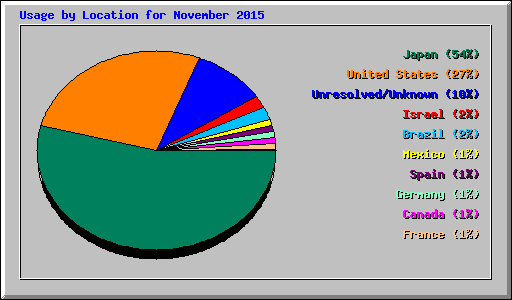 Usage by Location for November 2015
Japan (54%)
United States (27%)
Unresolved/Unknown (10%)
Israel (2%)
Brazil (2%)
Mexico (1%)
Spain (1%)
Germany (1%)
Canada (1%)
France (1%)